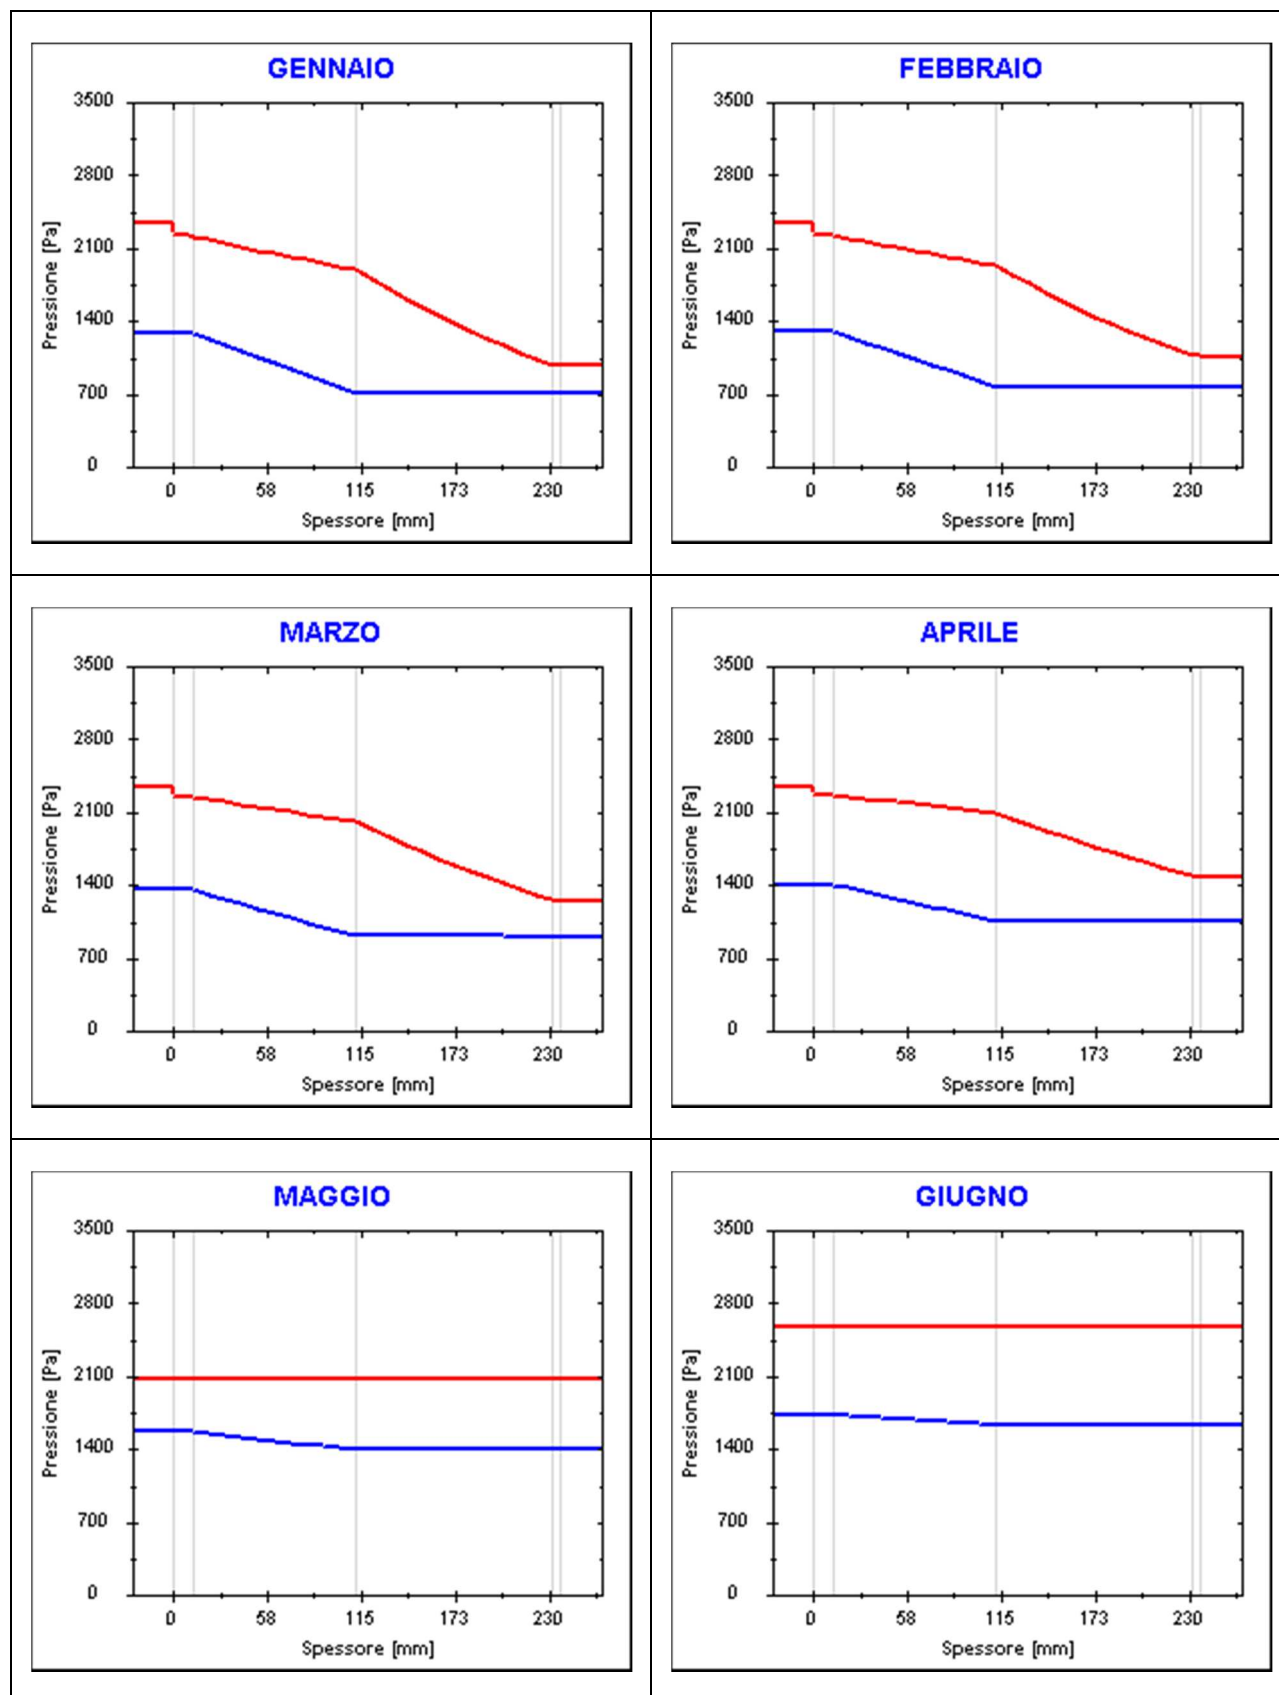 GENNAIO
3500
2800
2100
1400
700
0
Pressione [Pa]
0 58 115 173 230
Spessore [mm]
FEBBRAIO
3500
2800
2100
1400
700
0
Pressione [Pa]
0 58 115 173 230
Spessore [mm]
MARZO
3500
2800
2100
1400
700
0
Pressione [Pa]
0 58 115 173 230
Spessore [mm]
APRILE
3500
2800
2100
1400
700
0
Pressione [Pa]
0 58 115 173 230
Spessore [mm]
MAGGIO
3500
2800
2100
1400
700
0
Pressione [Pa]
0 58 115 173 230
Spessore [mm]
GIUGNO
3500
2800
2100
1400
700
0
Pressione [Pa]
0 58 115 173 230
Spessore [mm]